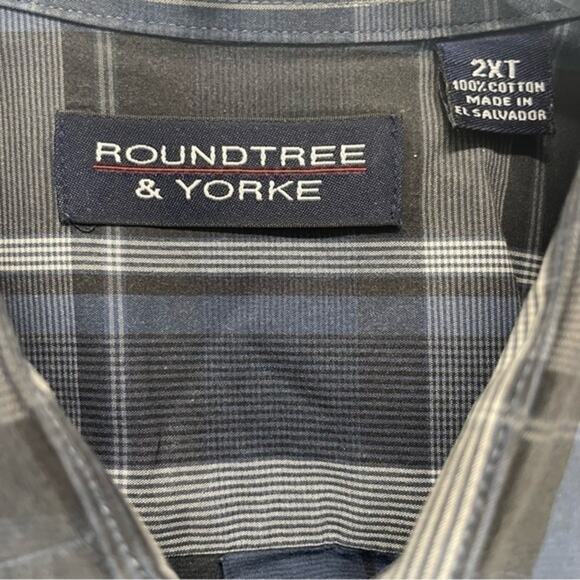 ROUNDTREE
& YORKE
2XT
100% COTTON
MADE IN
EL SALVADOR